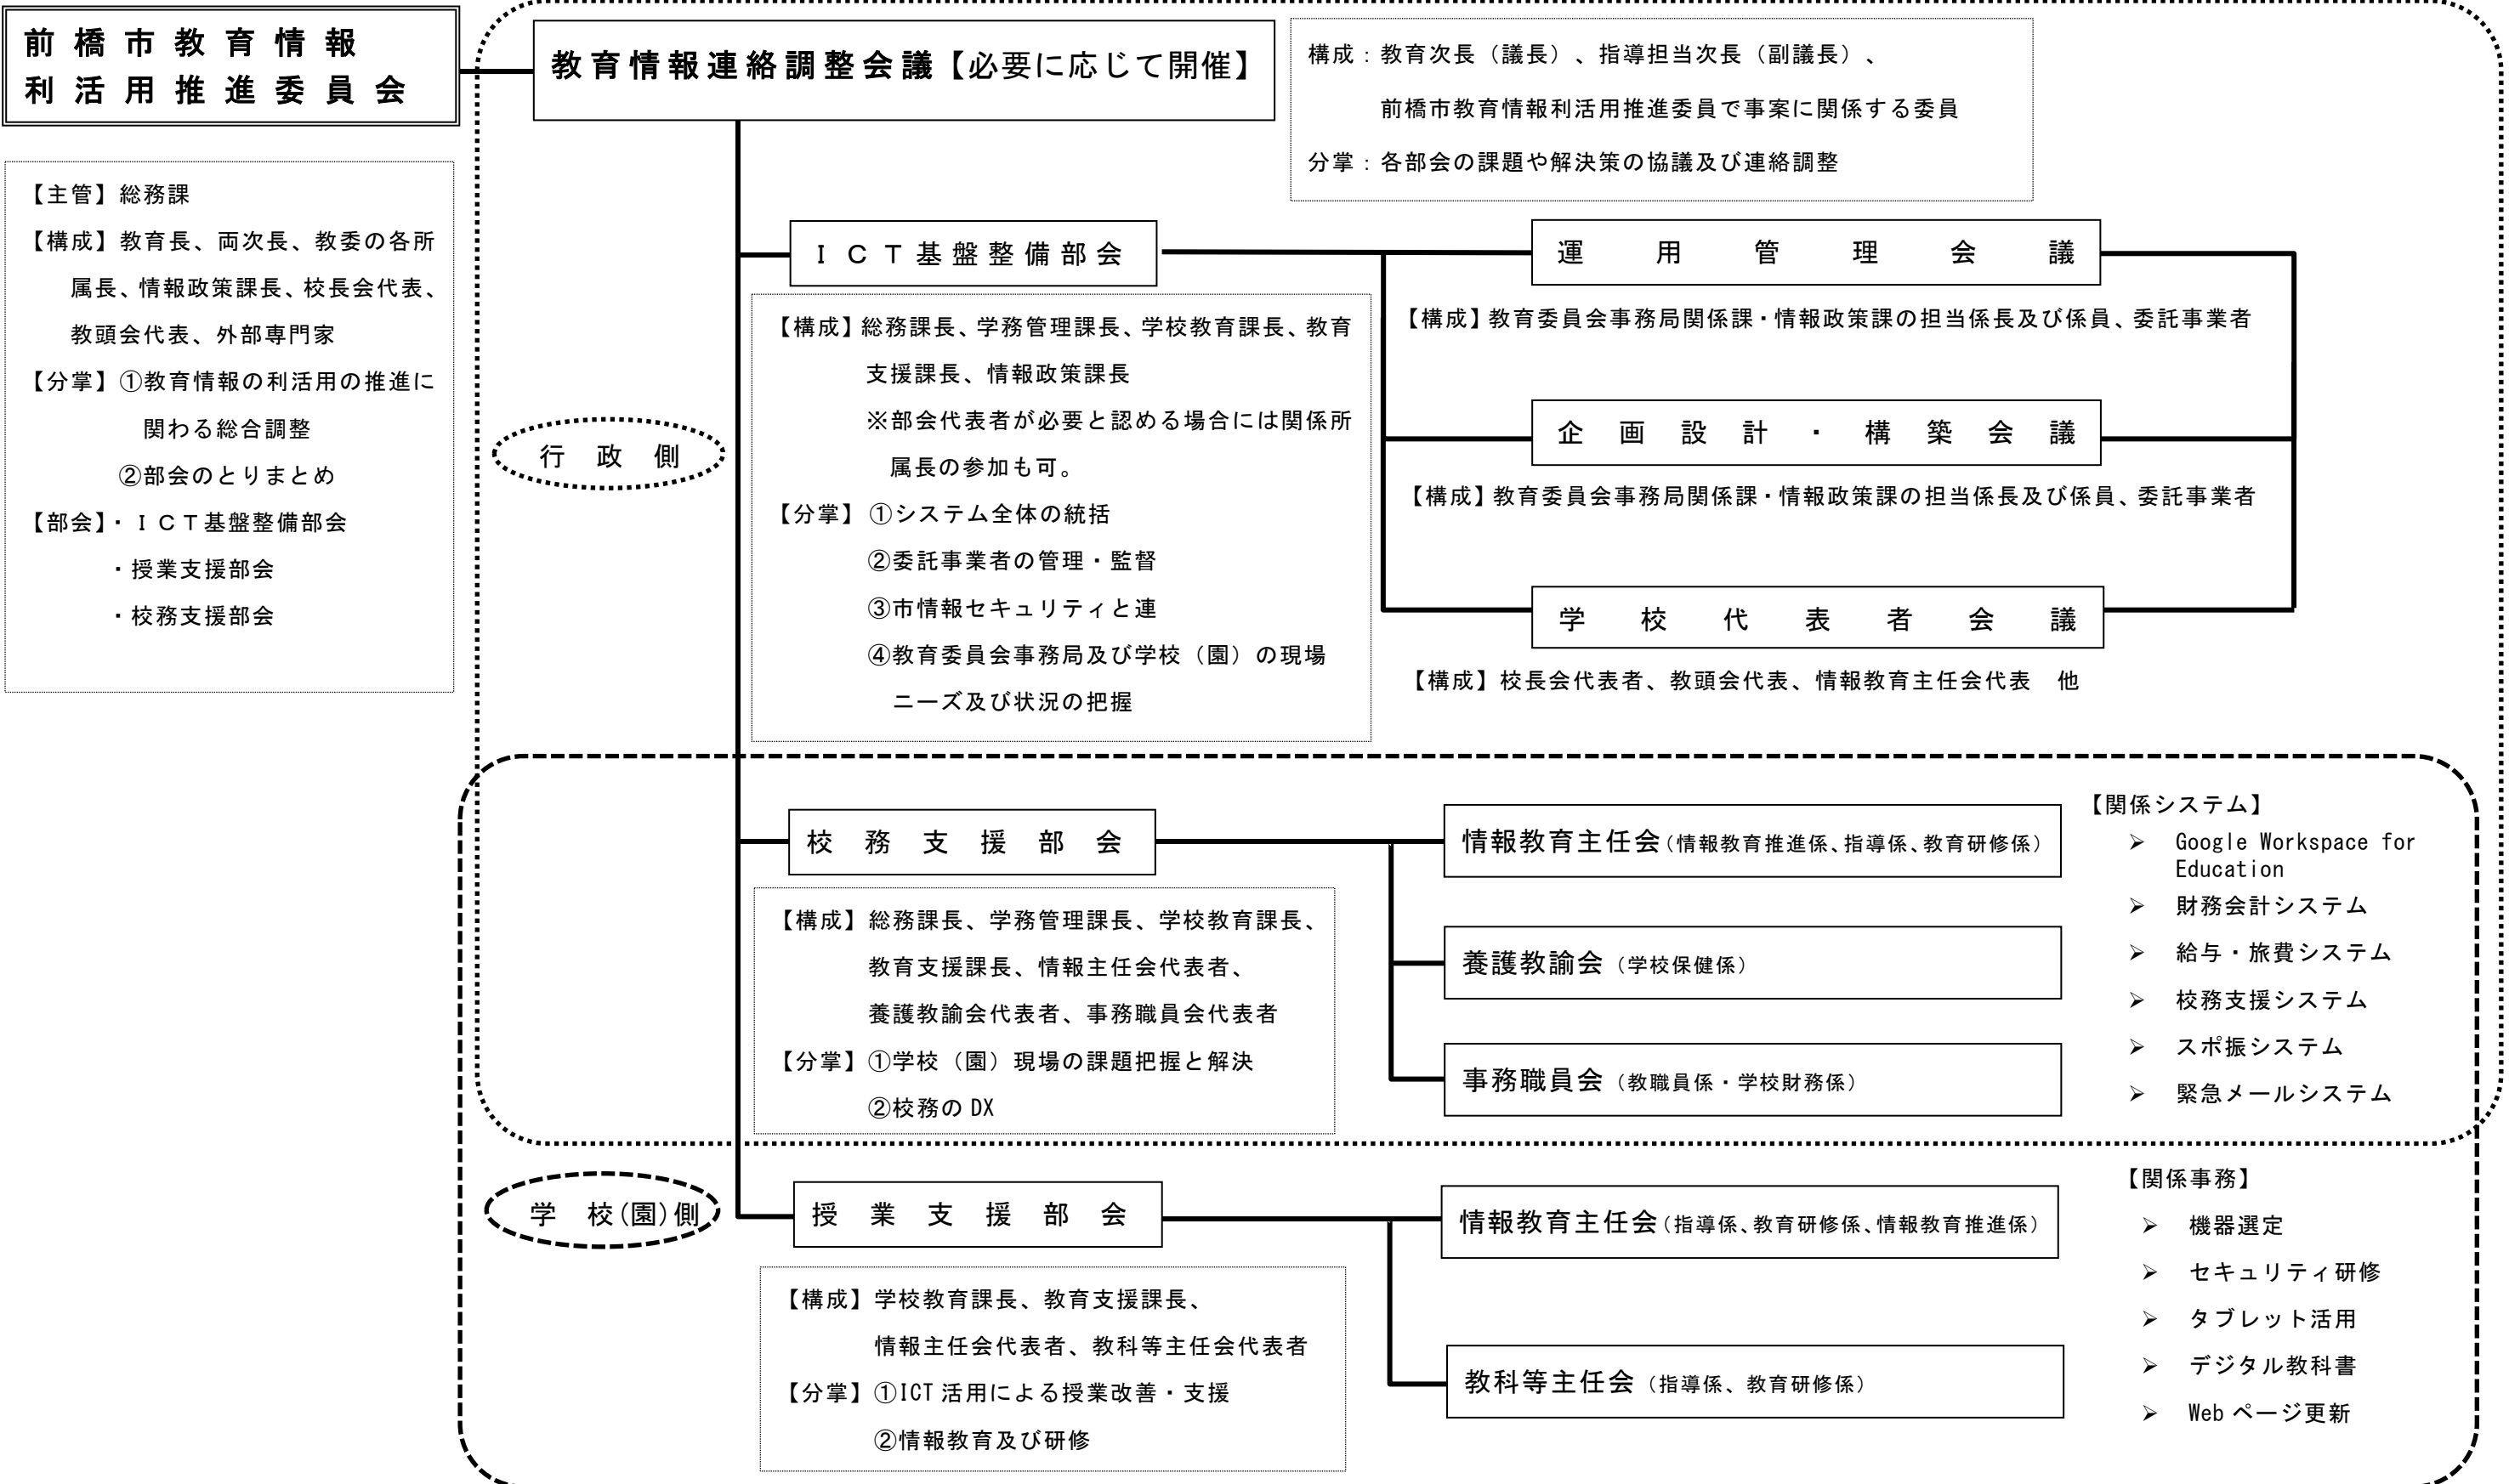 前橋市教育情報
利活用推進委員会
【主管】総務課
【構成】教育長、両次長、教委の各所
属長、情報政策課長、校長会代表、
教頭会代表、外部専門家
【分掌】①教育情報の利活用の推進に
関わる総合調整
②部会のとりまとめ
【部会】・ＩＣＴ基盤整備部会
・授業支援部会
・校務支援部会
教育情報連絡調整会議【必要に応じて開催】
構成：教育次長（議長）、指導担当次長（副議長）、
前橋市教育情報利活用推進委員で事案に関係する委員
分掌：各部会の課題や解決策の協議及び連絡調整
行政側
ＩＣＴ基盤整備部会
【構成】総務課長、学務管理課長、学校教育課長、教育
支援課長、情報政策課長
※部会代表者が必要と認める場合には関係所
属長の参加も可。
【分掌】①システム全体の統括
②委託事業者の管理・監督
③市情報セキュリティと連
④教育委員会事務局及び学校（園）の現場
ニーズ及び状況の把握
運用管理会議
【構成】教育委員会事務局関係課・情報政策課の担当係長及び係員、委託事業者
企画設計・構築会議
【構成】教育委員会事務局関係課・情報政策課の担当係長及び係員、委託事業者
学校代表者会議
【構成】校長会代表者、教頭会代表、情報教育主任会代表　他
校務支援部会
【構成】総務課長、学務管理課長、学校教育課長、
教育支援課長、情報主任会代表者、
養護教諭会代表者、事務職員会代表者
【分掌】①学校（園）現場の課題把握と解決
②校務の DX
情報教育主任会（情報教育推進係、指導係、教育研修係）
養護教諭会（学校保健係）
事務職員会（教職員係・学校財務係）
【関係システム】
➢ Google Workspace for
Education
➢ 財務会計システム
➢ 給与・旅費システム
➢ 校務支援システム
➢ スポ振システム
➢ 緊急メールシステム
学校(園)側
授業支援部会
【構成】学校教育課長、教育支援課長、
情報主任会代表者、教科等主任会代表者
【分掌】①ICT 活用による授業改善・支援
②情報教育及び研修
情報教育主任会（指導係、教育研修係、情報教育推進係）
教科等主任会（指導係、教育研修係）
【関係事務】
➢ 機器選定
➢ セキュリティ研修
➢ タブレット活用
➢ デジタル教科書
➢ Web ページ更新